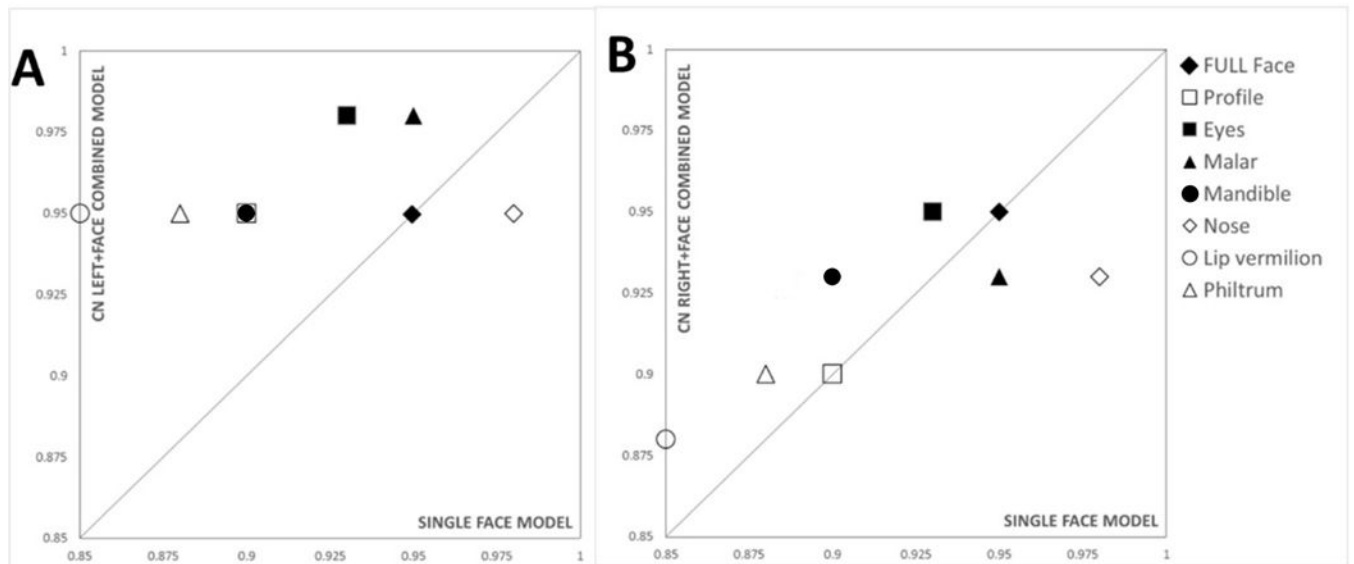 A
CN LEFT+FACE COMBINED MODEL
1
0.975
0.95
0.925
0.9
0.875
0.85
SINGLE FACE MODEL
0.85 0.875 0.9 0.925 0.95 0.975 1
B
CN RIGHT+FACE COMBINED MODEL
1
0.975
0.95
0.925
0.9
0.875
0.85
SINGLE FACE MODEL
0.85 0.875 0.9 0.925 0.95 0.975 1
FULL Face
Profile
Eyes
Malar
Mandible
Nose
Lip vermilion
Philtrum